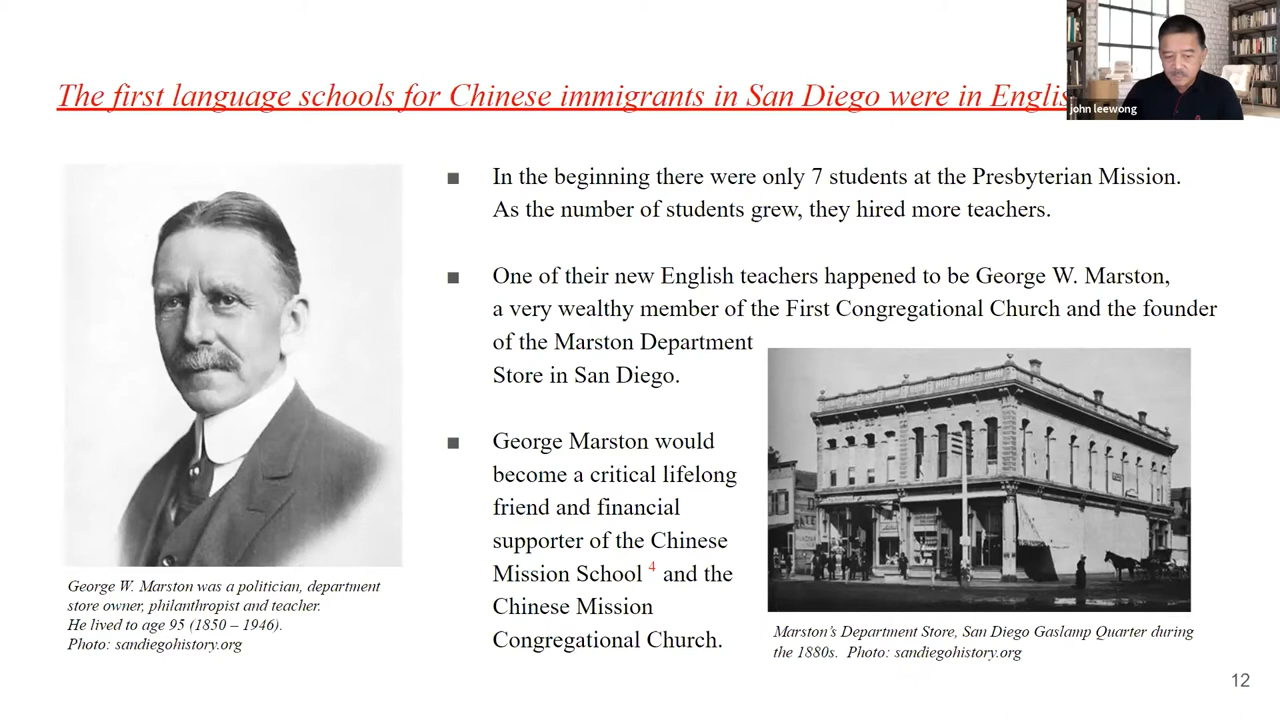 The first language schools for Chinese immigrants in San Diego were in
john leewong
■ In the beginning there were only 7 students at the Presbyterian Mission.
As the number of students grew, they hired more teachers.
■ One of their new English teachers happened to be George W. Marston,
a very wealthy member of the First Congregational Church and the founder
of the Marston Department
Store in San Diego.
■ George Marston would
become a critical lifelong
friend and financial
supporter of the Chinese
Mission School 4 and the
Chinese Mission
Congregational Church.
George W. Marston was a politician, department
store owner, philanthropist and teacher.
He lived to age 95 (1850 – 1946).
Photo: sandiegohistory.org
Marston's Department Store, San Diego Gaslamp Quarter during
the 1880s. Photo: sandiegohistory.org
12